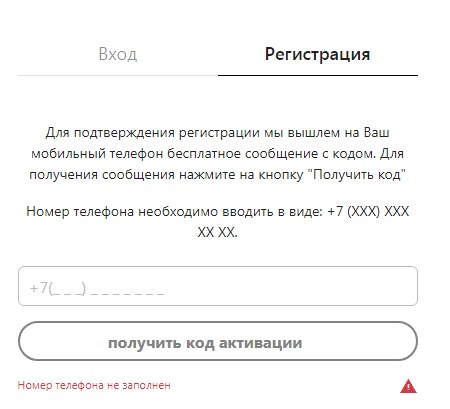 Вход
Регистрация
Для подтверждения регистрации мы вышлем на Ваш
мобильный телефон бесплатное сообщение с кодом. Для
получения сообщения нажмите на кнопку "Получить код"
Номер телефона необходимо вводить в виде: +7 (XXX) XXX
XX XX.
+7(_ _ _) _ _ _ _ _ _ _
получить код активации
Номер телефона не заполнен